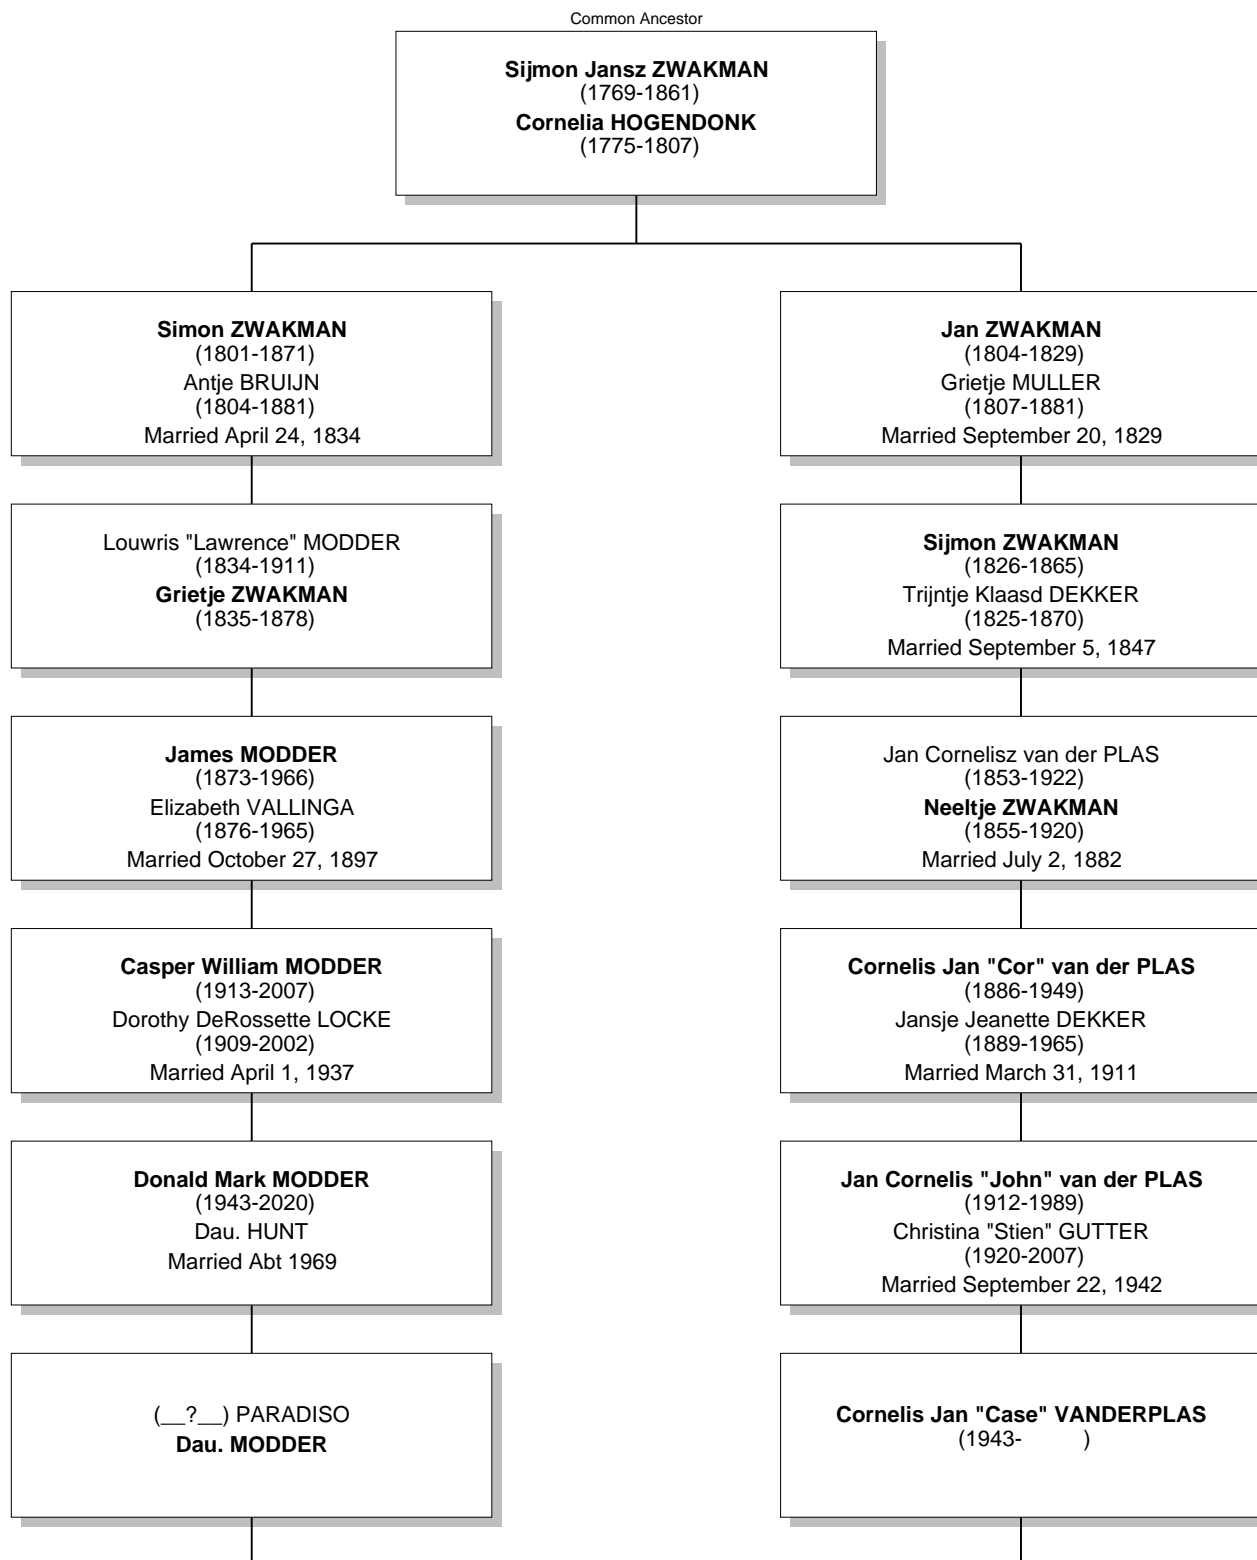 Common Ancestor
Sijmon Jansz ZWAKMAN
(1769-1861)
Cornelia HOGENDONK
(1775-1807)
Simon ZWAKMAN
(1801-1871)
Antje BRUIJN
(1804-1881)
Married April 24, 1834
Jan ZWAKMAN
(1804-1829)
Grietje MULLER
(1807-1881)
Married September 20, 1829
Louwris "Lawrence" MODDER
(1834-1911)
Grietje ZWAKMAN
(1835-1878)
Sijmon ZWAKMAN
(1826-1865)
Trijntje Klaasd DEKKER
(1825-1870)
Married September 5, 1847
James MODDER
(1873-1966)
Elizabeth VALLINGA
(1876-1965)
Married October 27, 1897
Jan Cornelisz van der PLAS
(1853-1922)
Neeltje ZWAKMAN
(1855-1920)
Married July 2, 1882
Casper William MODDER
(1913-2007)
Dorothy DeRossette LOCKE
(1909-2002)
Married April 1, 1937
Cornelis Jan "Cor" van der PLAS
(1886-1949)
Jansje Jeanette DEKKER
(1889-1965)
Married March 31, 1911
Donald Mark MODDER
(1943-2020)
Dau. HUNT
Married Abt 1969
Jan Cornelis "John" van der PLAS
(1912-1989)
Christina "Stien" GUTTER
(1920-2007)
Married September 22, 1942
(__?__) PARADISO
Dau. MODDER
Cornelis Jan "Case" VANDERPLAS
(1943- )